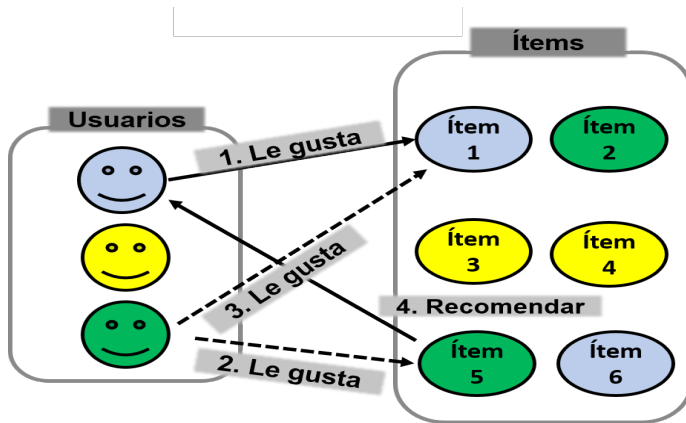 Ítems
Usuarios
1. Le gusta
Ítem
1
Ítem
2
3. Le gusta
Ítem
3
Ítem
4
4. Recomendar
2. Le gusta
Ítem
5
Ítem
6